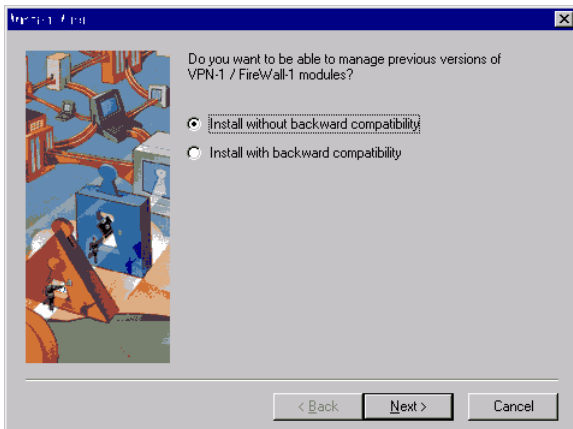 Do you want to be able to manage previous versions of
VPN-1 / FireWall-1 modules?
Install without backward compatibility
Install with backward compatibility
< Back
Next >
Cancel